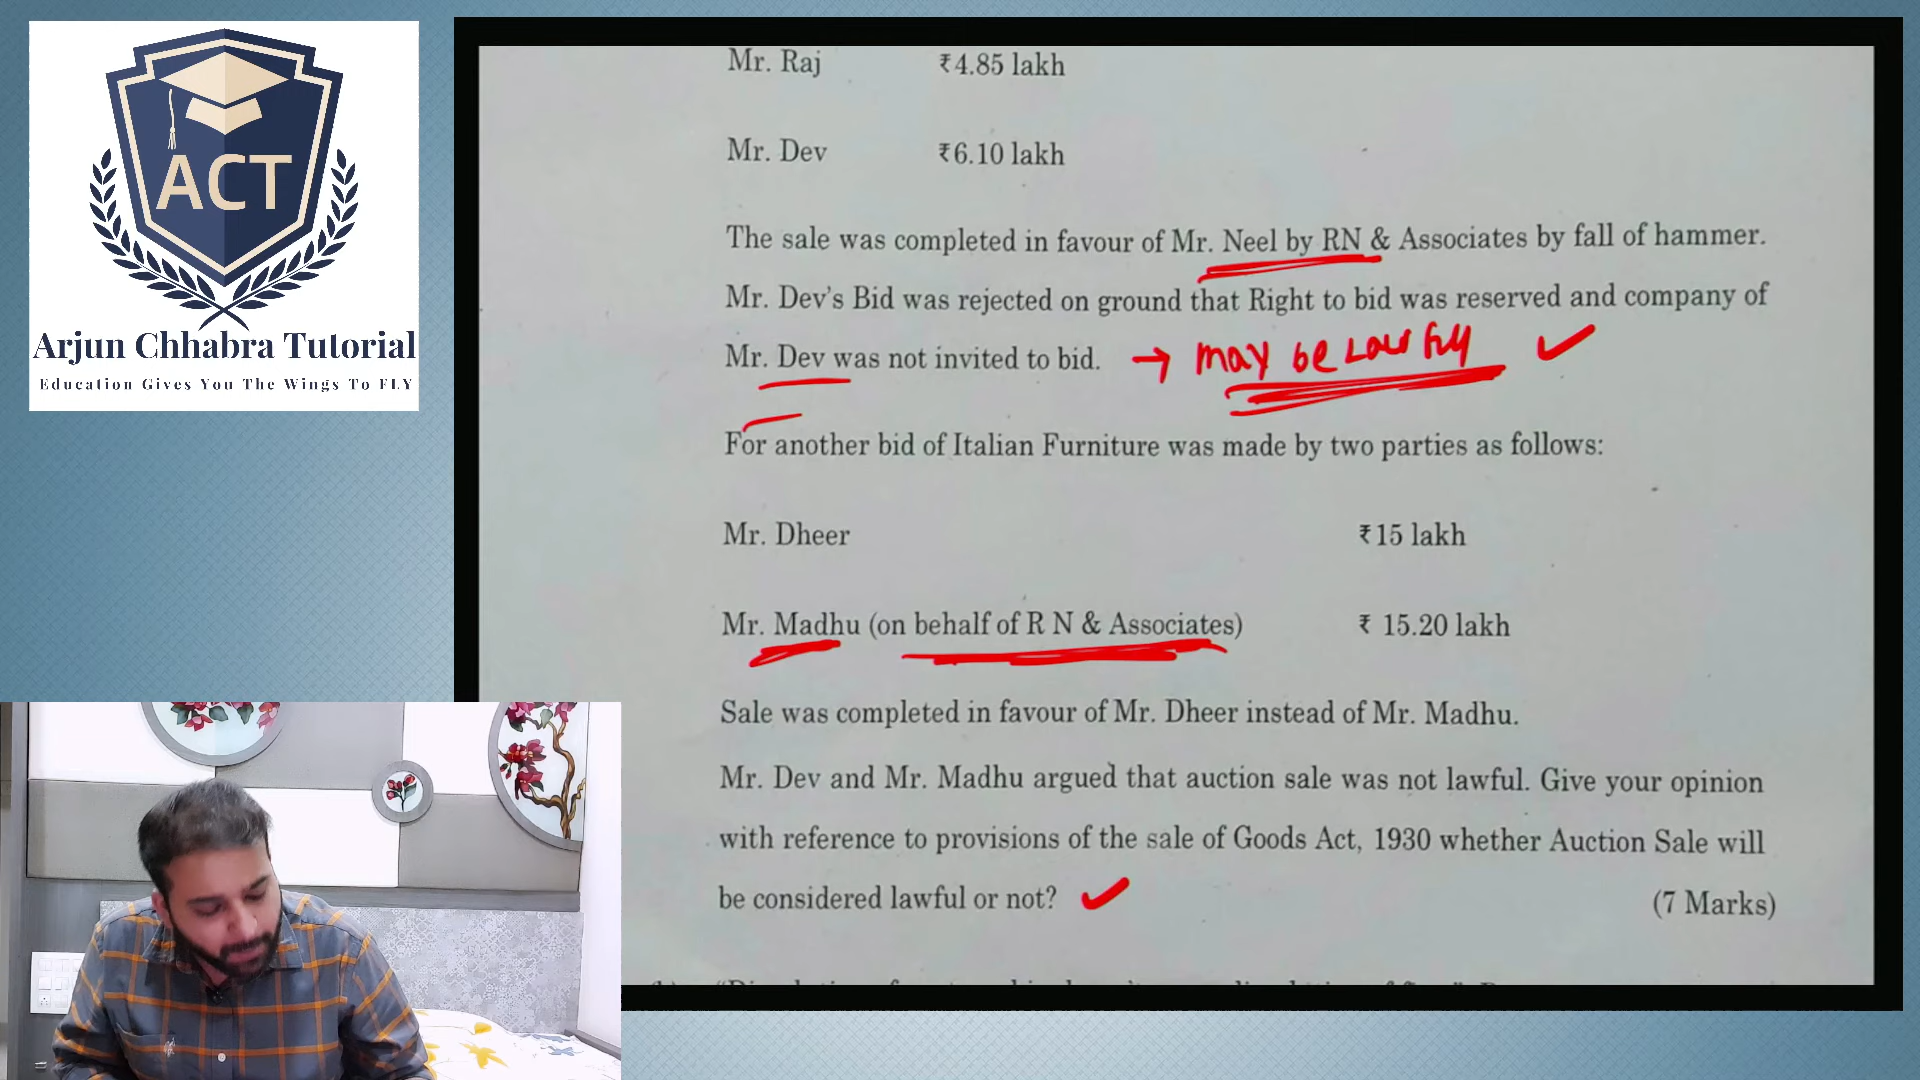 ACT
Arjun Chhabra Tutorial
Education Gives You The Wings To FLY
Mr. Raj ₹4.85 lakh
Mr. Dev ₹6.10 lakh
The sale was completed in favour of Mr. Neel by RN & Associates by fall of hammer.
Mr. Dev's Bid was rejected on ground that Right to bid was reserved and company of
Mr. Dev was not invited to bid. → may be Lawfull ✓
For another bid of Italian Furniture was made by two parties as follows:
Mr. Dheer ₹15 lakh
Mr. Madhu (on behalf of R N & Associates) ₹ 15.20 lakh
Sale was completed in favour of Mr. Dheer instead of Mr. Madhu.
Mr. Dev and Mr. Madhu argued that auction sale was not lawful. Give your opinion
with reference to provisions of the sale of Goods Act, 1930 whether Auction Sale will
be considered lawful or not? ✓ (7 Marks)